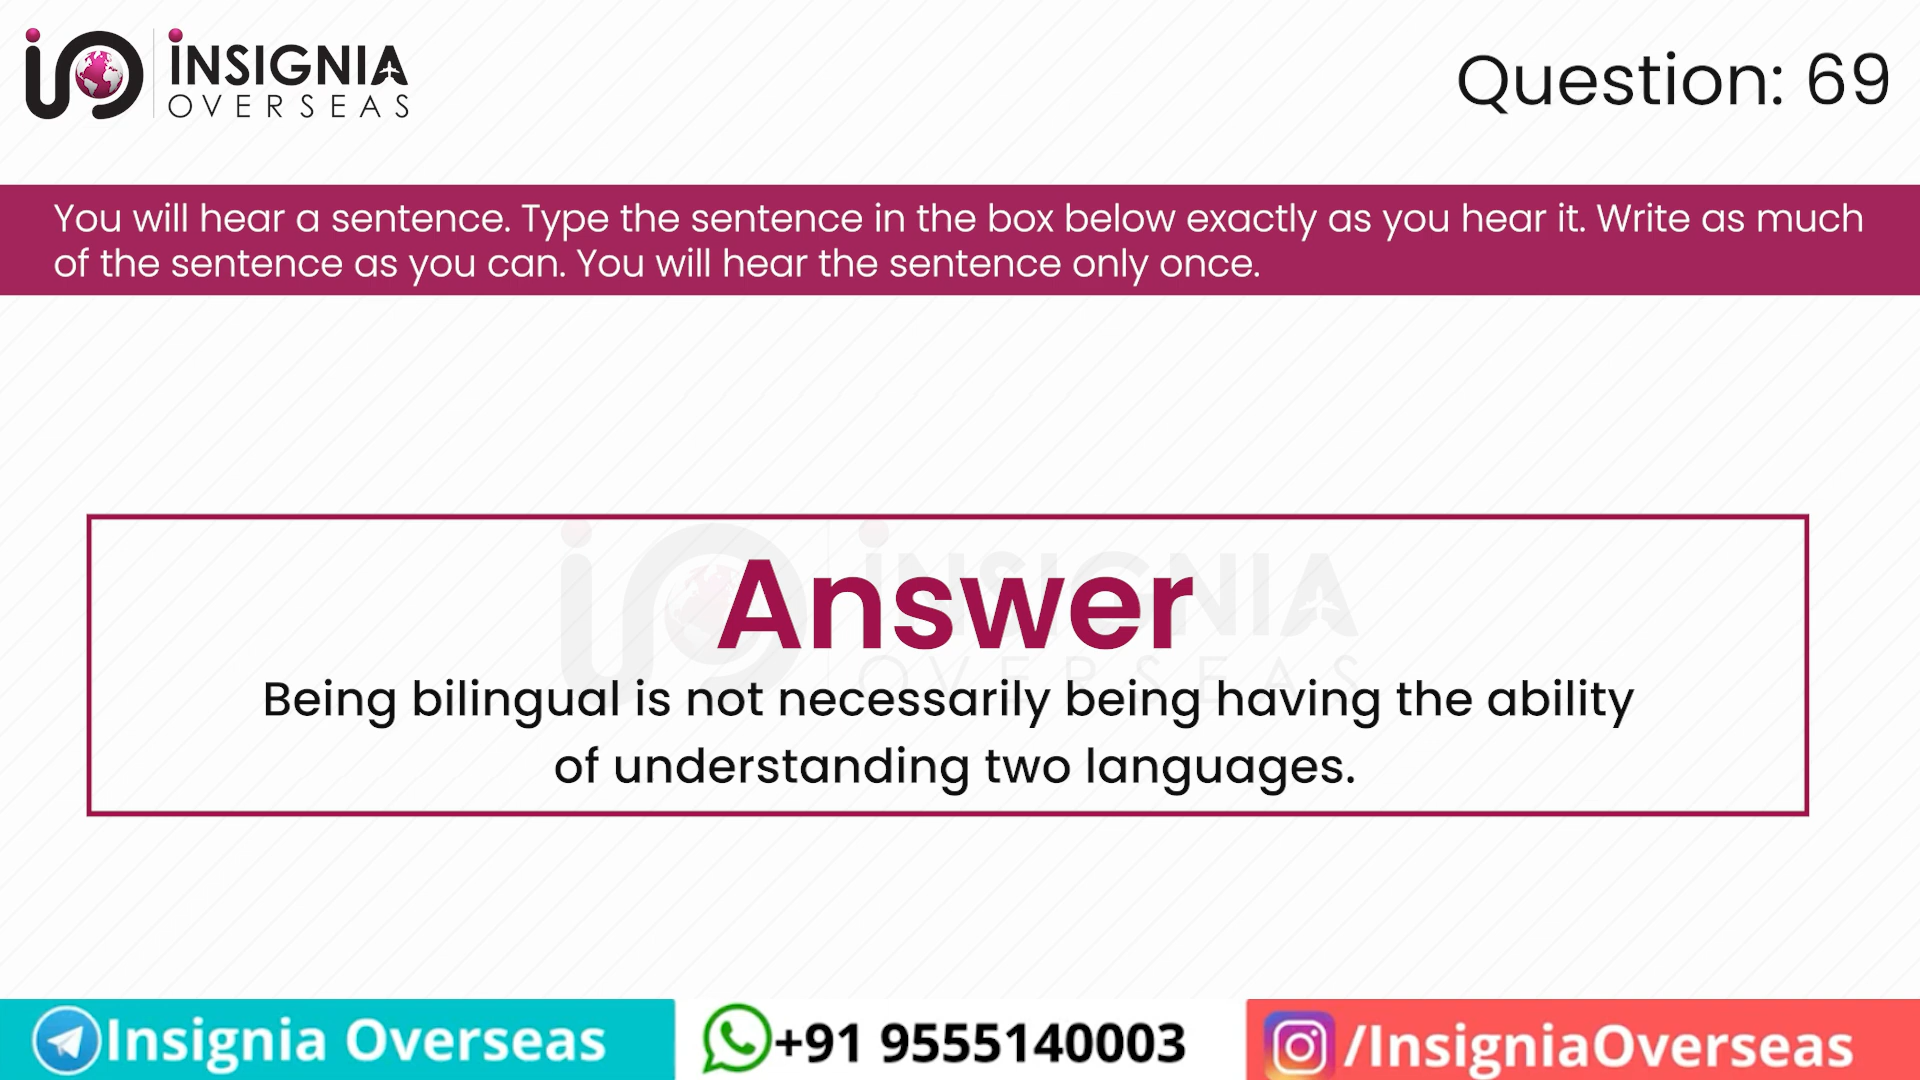 INSIGNIA
OVERSEAS
Question: 69
You will hear a sentence. Type the sentence in the box below exactly as you hear it. Write as much
of the sentence as you can. You will hear the sentence only once.
INSIGNIA
OVERSEAS
Answer
Being bilingual is not necessarily being having the ability
of understanding two languages.
Insignia Overseas
+91 9555140003
/InsigniaOverseas